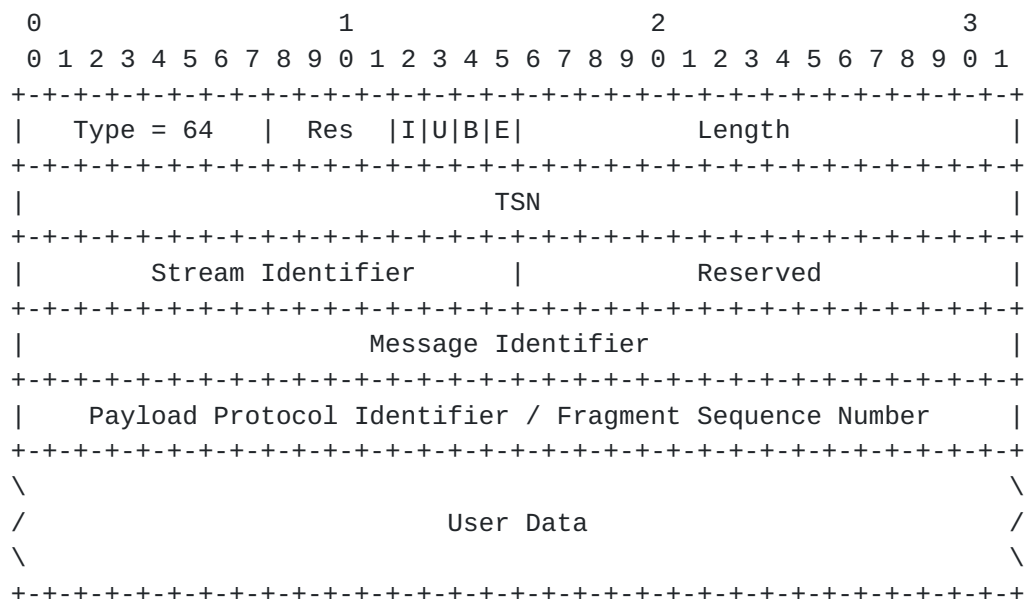 0                   1                   2                   3
 0 1 2 3 4 5 6 7 8 9 0 1 2 3 4 5 6 7 8 9 0 1 2 3 4 5 6 7 8 9 0 1
+-+-+-+-+-+-+-+-+-+-+-+-+-+-+-+-+-+-+-+-+-+-+-+-+-+-+-+-+-+-+-+-+
|   Type = 64   |  Res  |I|U|B|E|           Length              |
+-+-+-+-+-+-+-+-+-+-+-+-+-+-+-+-+-+-+-+-+-+-+-+-+-+-+-+-+-+-+-+-+
|                              TSN                              |
+-+-+-+-+-+-+-+-+-+-+-+-+-+-+-+-+-+-+-+-+-+-+-+-+-+-+-+-+-+-+-+-+
|        Stream Identifier      |           Reserved            |
+-+-+-+-+-+-+-+-+-+-+-+-+-+-+-+-+-+-+-+-+-+-+-+-+-+-+-+-+-+-+-+-+
|                      Message Identifier                       |
+-+-+-+-+-+-+-+-+-+-+-+-+-+-+-+-+-+-+-+-+-+-+-+-+-+-+-+-+-+-+-+-+
|    Payload Protocol Identifier / Fragment Sequence Number     |
+-+-+-+-+-+-+-+-+-+-+-+-+-+-+-+-+-+-+-+-+-+-+-+-+-+-+-+-+-+-+-+-+
\                                                               \
/                           User Data                           /
\                                                               \
+-+-+-+-+-+-+-+-+-+-+-+-+-+-+-+-+-+-+-+-+-+-+-+-+-+-+-+-+-+-+-+-+